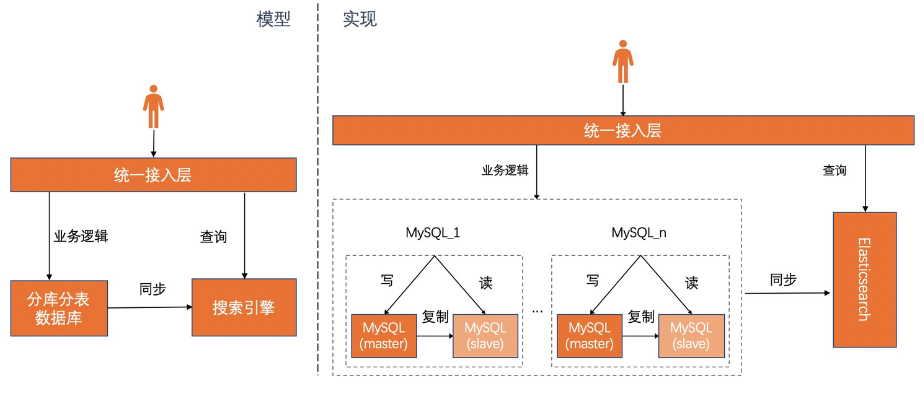 模型
实现
统一接入层
业务逻辑
查询
分库分表
数据库
同步
搜索引擎
统一接入层
业务逻辑
查询
MySQL_1
写
读
MySQL
(master)
复制
MySQL
(slave)
...
MySQL_n
写
读
MySQL
(master)
复制
MySQL
(slave)
同步
Elasticsearch